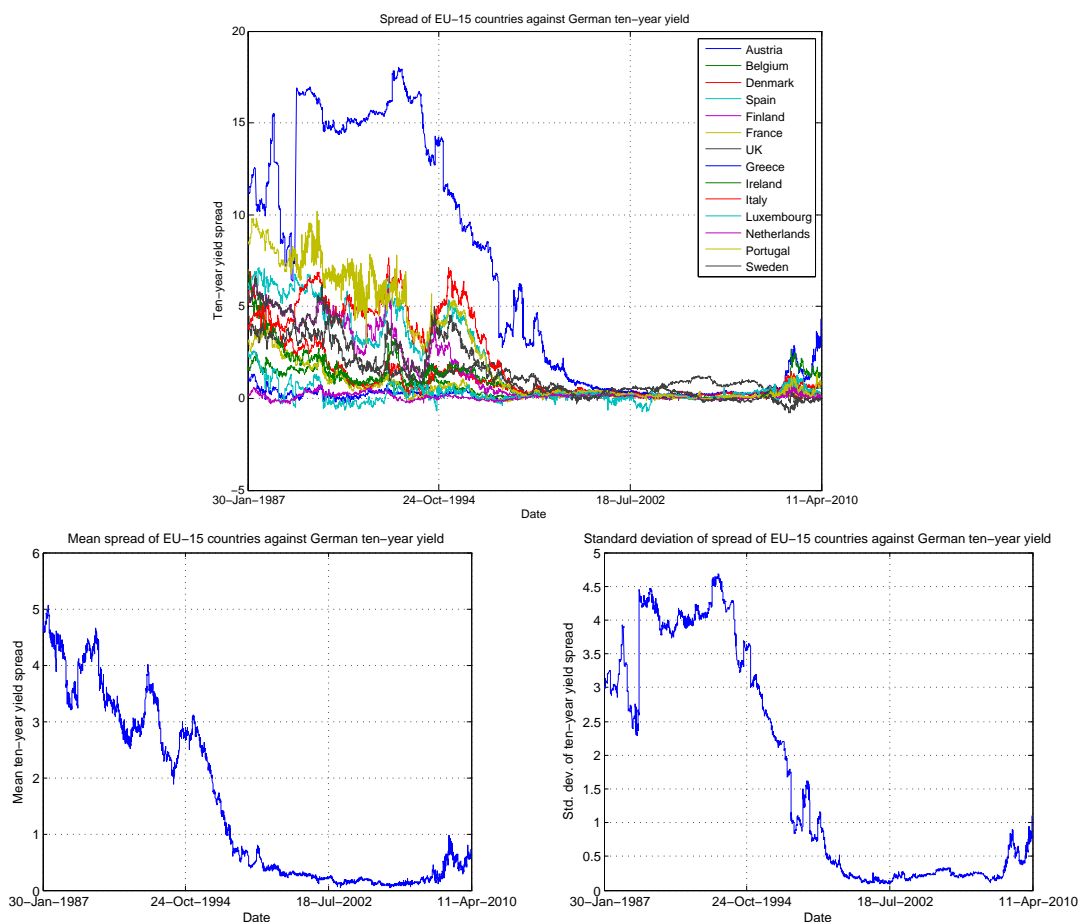 Spread of EU−15 countries against German ten−year yield
20
15
10
5
0
−5
Ten−year yield spread
30−Jan−1987
24−Oct−1994
18−Jul−2002
11−Apr−2010
Date
Austria
Belgium
Denmark
Spain
Finland
France
UK
Greece
Ireland
Italy
Luxembourg
Netherlands
Portugal
Sweden
Mean spread of EU−15 countries against German ten−year yield
6
5
4
3
2
1
0
Mean ten−year yield spread
30−Jan−1987
24−Oct−1994
18−Jul−2002
11−Apr−2010
Date
Standard deviation of spread of EU−15 countries against German ten−year yield
5
4.5
4
3.5
3
2.5
2
1.5
1
0.5
0
Std. dev. of ten−year yield spread
30−Jan−1987
24−Oct−1994
18−Jul−2002
11−Apr−2010
Date